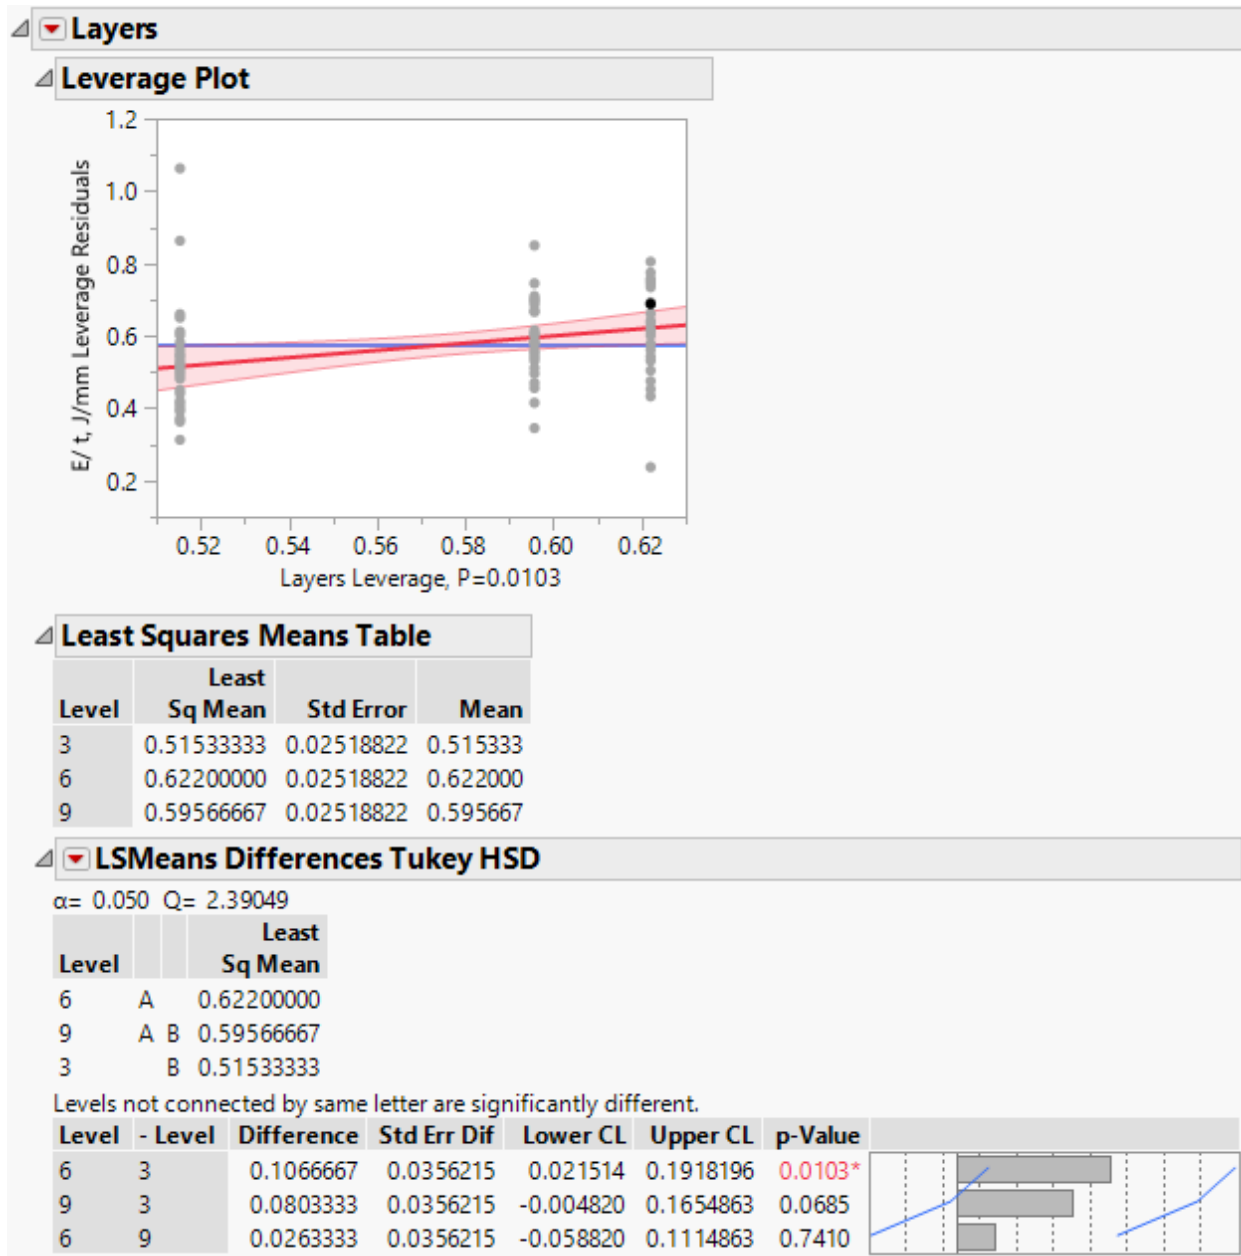 Layers
Leverage Plot
1.2
1.0
0.8
0.6
0.4
0.2
E/ t, J/mm Leverage Residuals
0.52 0.54 0.56 0.58 0.60 0.62
Layers Leverage, P=0.0103
Least Squares Means Table
Least
Level Sq Mean Std Error Mean
3 0.51533333 0.02518822 0.515333
6 0.62200000 0.02518822 0.622000
9 0.59566667 0.02518822 0.595667
LSMeans Differences Tukey HSD
α= 0.050 Q= 2.39049
Least
Level Sq Mean
6 A 0.62200000
9 A B 0.59566667
3 B 0.51533333
Levels not connected by same letter are significantly different.
Level - Level Difference Std Err Dif Lower CL Upper CL p-Value
6 3 0.1066667 0.0356215 0.021514 0.1918196 0.0103*
9 3 0.0803333 0.0356215 -0.004820 0.1654863 0.0685
6 9 0.0263333 0.0356215 -0.058820 0.1114863 0.7410